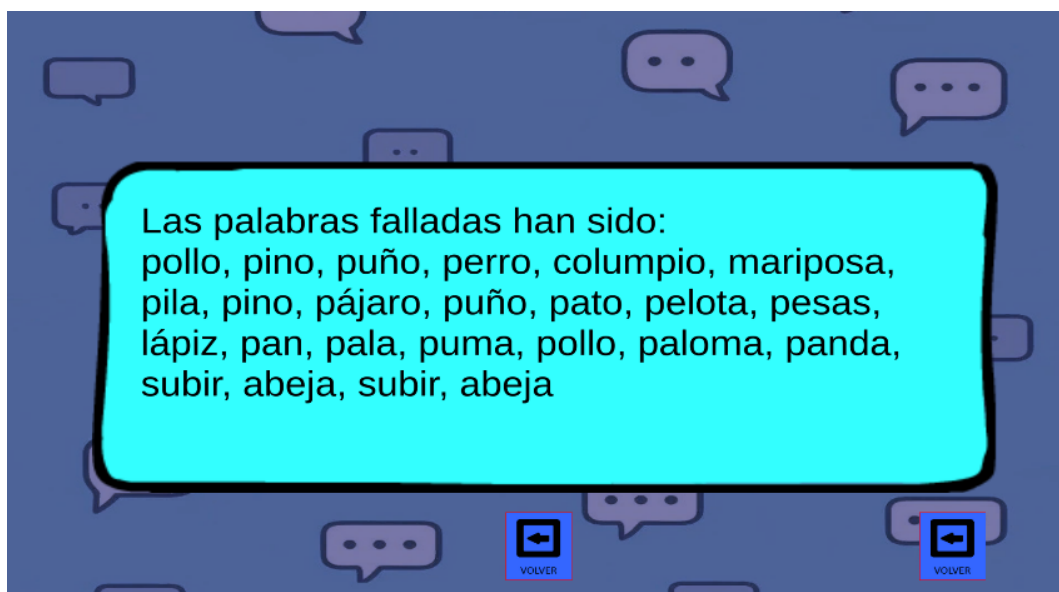 Las palabras falladas han sido:
pollo, pino, puño, perro, columpio, mariposa,
pila, pino, pájaro, puño, pato, pelota, pesas,
lápiz, pan, pala, puma, pollo, paloma, panda,
subir, abeja, subir, abeja
VOLVER
VOLVER